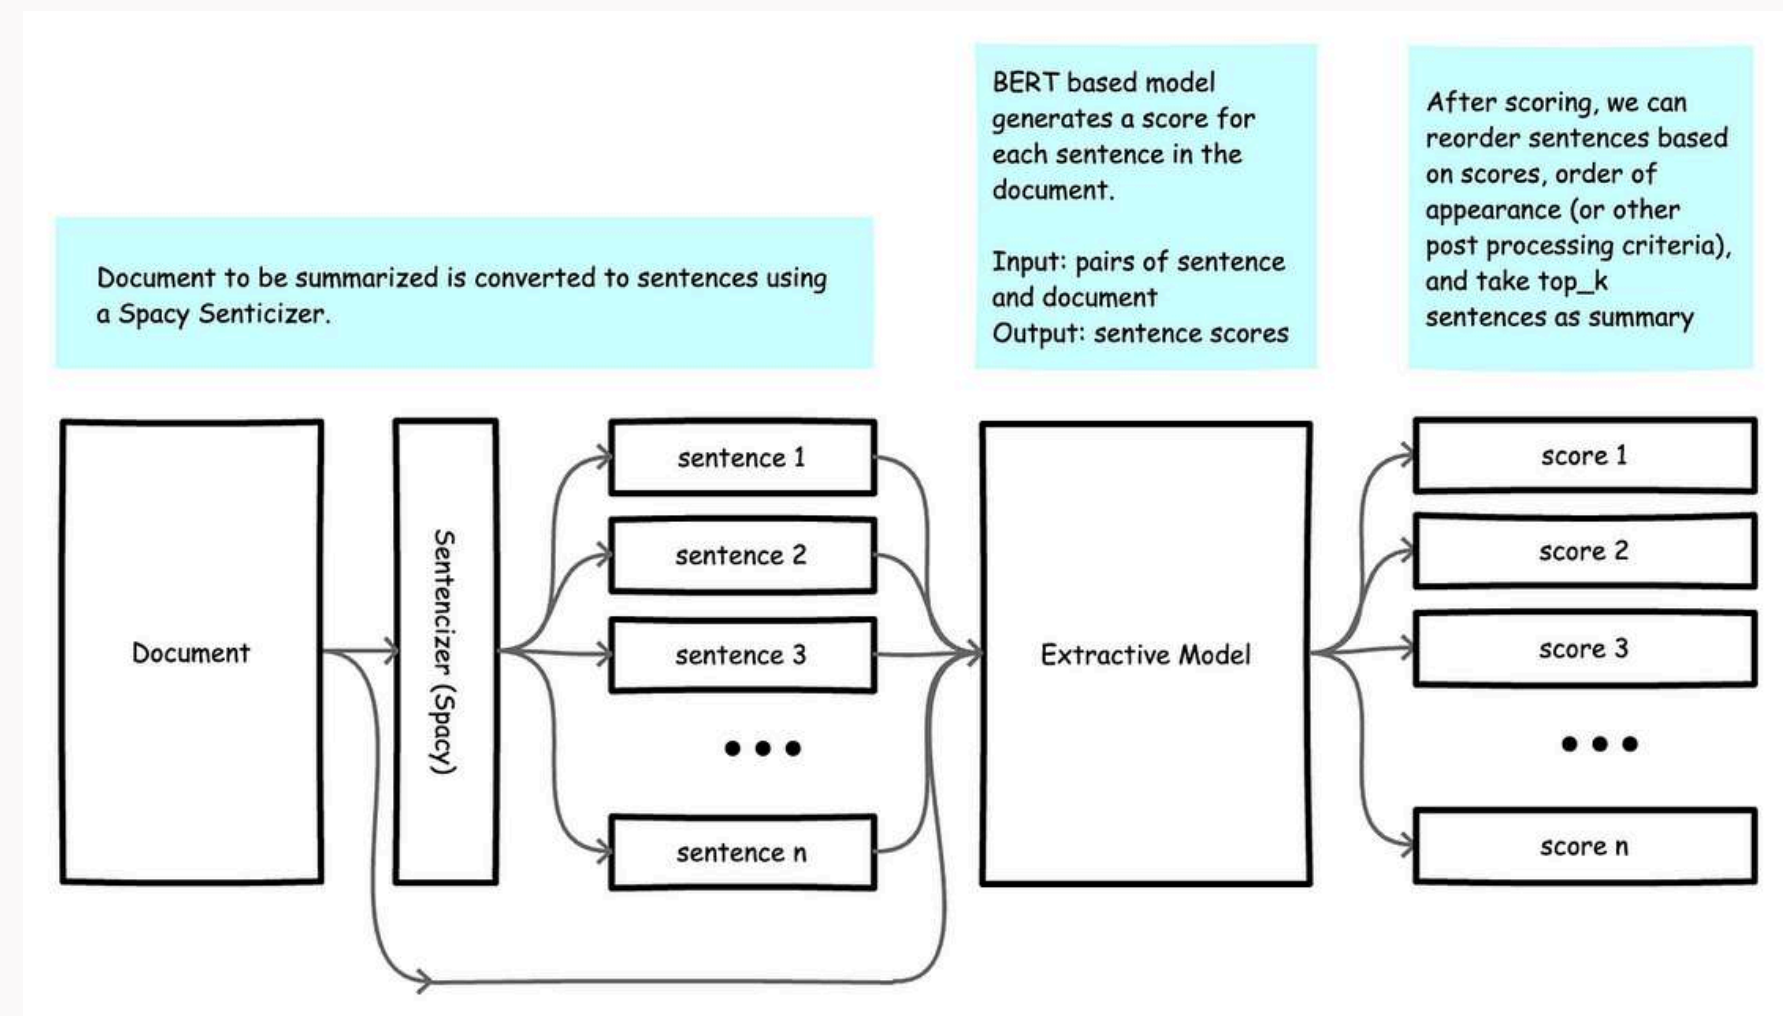 Document to be summarized is converted to sentences using
a Spacy Senticizer.
BERT based model
generates a score for
each sentence in the
document.
Input: pairs of sentence
and document
Output: sentence scores
After scoring, we can
reorder sentences based
on scores, order of
appearance (or other
post processing criteria),
and take top_k
sentences as summary
Document
Sentencizer (Spacy)
sentence 1
sentence 2
sentence 3
•••
sentence n
Extractive Model
score 1
score 2
score 3
•••
score n